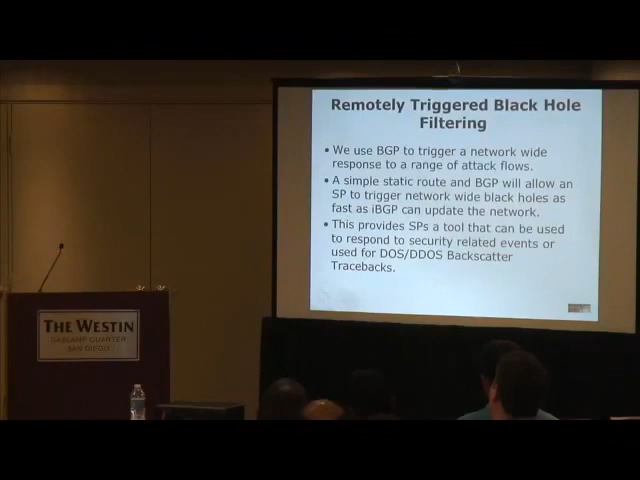 Remotely Triggered Black Hole
Filtering
• We use BGP to trigger a network wide
response to a range of attack flows.
• A simple static route and BGP will allow an
SP to trigger network wide black holes as
fast as iBGP can update the network.
• This provides SPs a tool that can be used
to respond to security related events or
used for DOS/DDOS Backscatter
Tracebacks.
THE WESTIN
GASLAMP QUARTER
SAN DIEGO